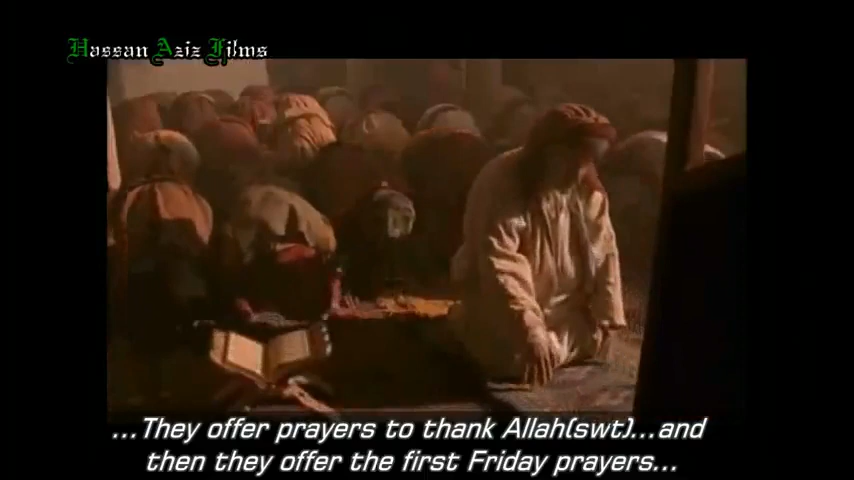 Hassan Aziz Films
...They offer prayers to thank Allah(swt)...and
then they offer the first Friday prayers...